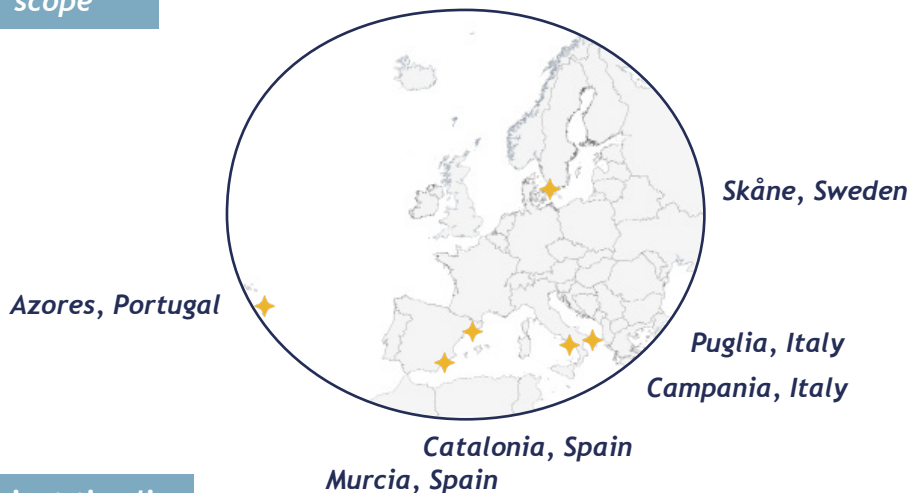 scope
Skåne, Sweden
Azores, Portugal
Puglia, Italy
Campania, Italy
Catalonia, Spain
Murcia, Spain